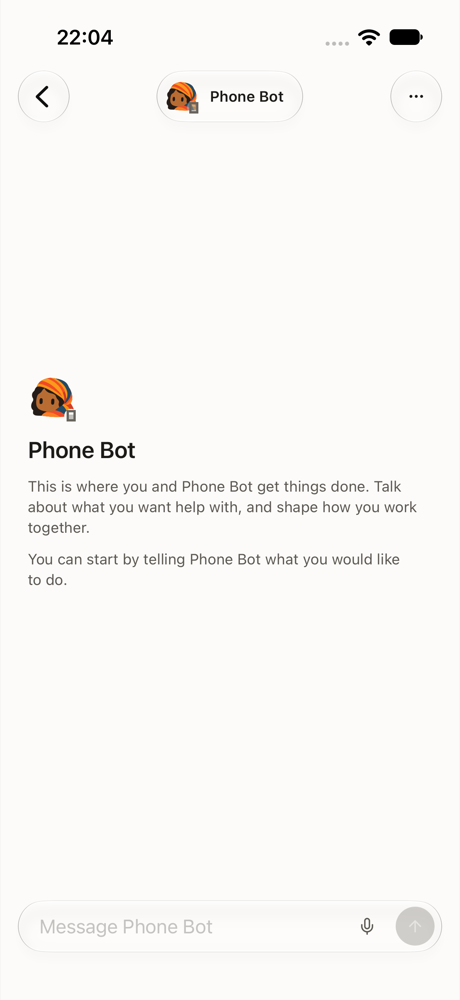 22:04
Phone Bot
Phone Bot
This is where you and Phone Bot get things done. Talk
about what you want help with, and shape how you work
together.
You can start by telling Phone Bot what you would like
to do.
Message Phone Bot